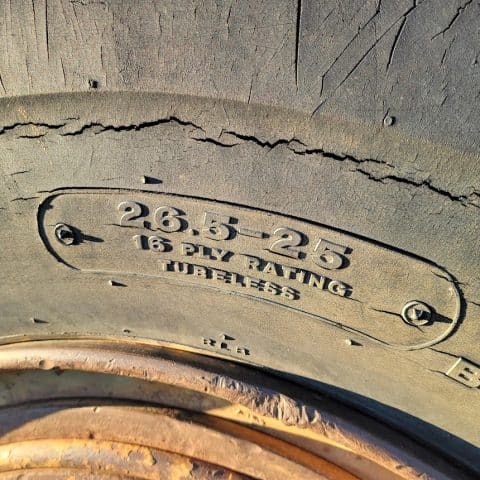 26.5-25
16 PLY RATING
TUBELESS